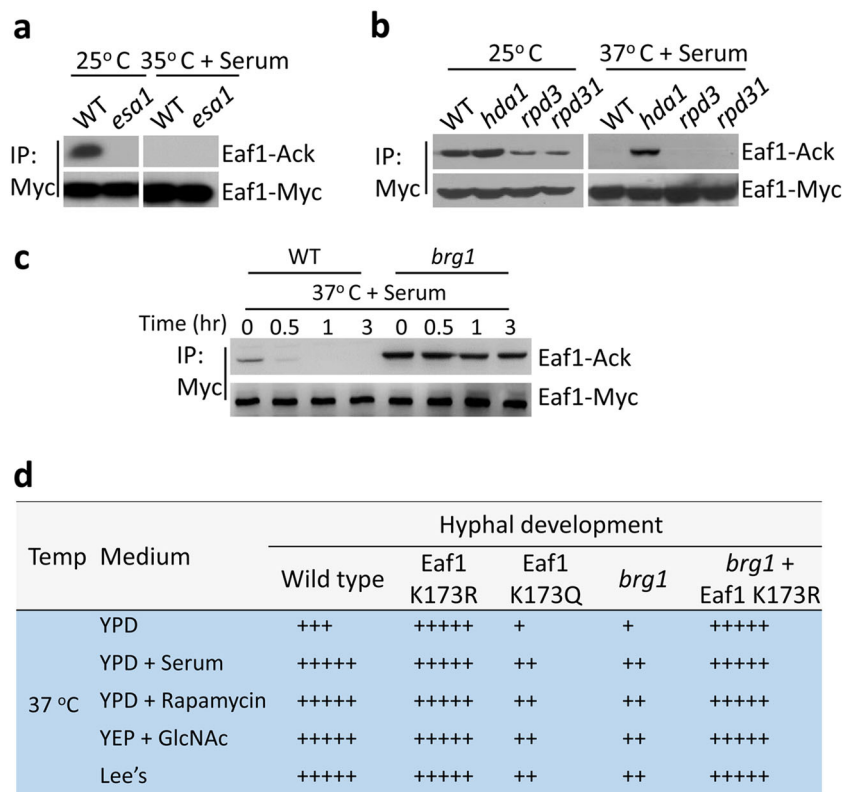 a
25° C 35° C + Serum
WT esa1 WT esa1
IP: Eaf1-Ack
Myc Eaf1-Myc
b
25° C 37° C + Serum
WT hda1 rpd3 rpd31 WT hda1 rpd3 rpd31
IP: Eaf1-Ack
Myc Eaf1-Myc
c
WT brg1
37° C + Serum
Time (hr) 0 0.5 1 3 0 0.5 1 3
IP: Eaf1-Ack
Myc Eaf1-Myc
d
Hyphal development
Temp Medium Wild type Eaf1 K173R Eaf1 K173Q brg1 brg1 + Eaf1 K173R
37 °C
YPD +++ +++++ + + +++++
YPD + Serum +++++ +++++ ++ ++ +++++
YPD + Rapamycin +++++ +++++ ++ ++ +++++
YEP + GlcNAc +++++ +++++ ++ ++ +++++
Lee's +++++ +++++ ++ ++ +++++